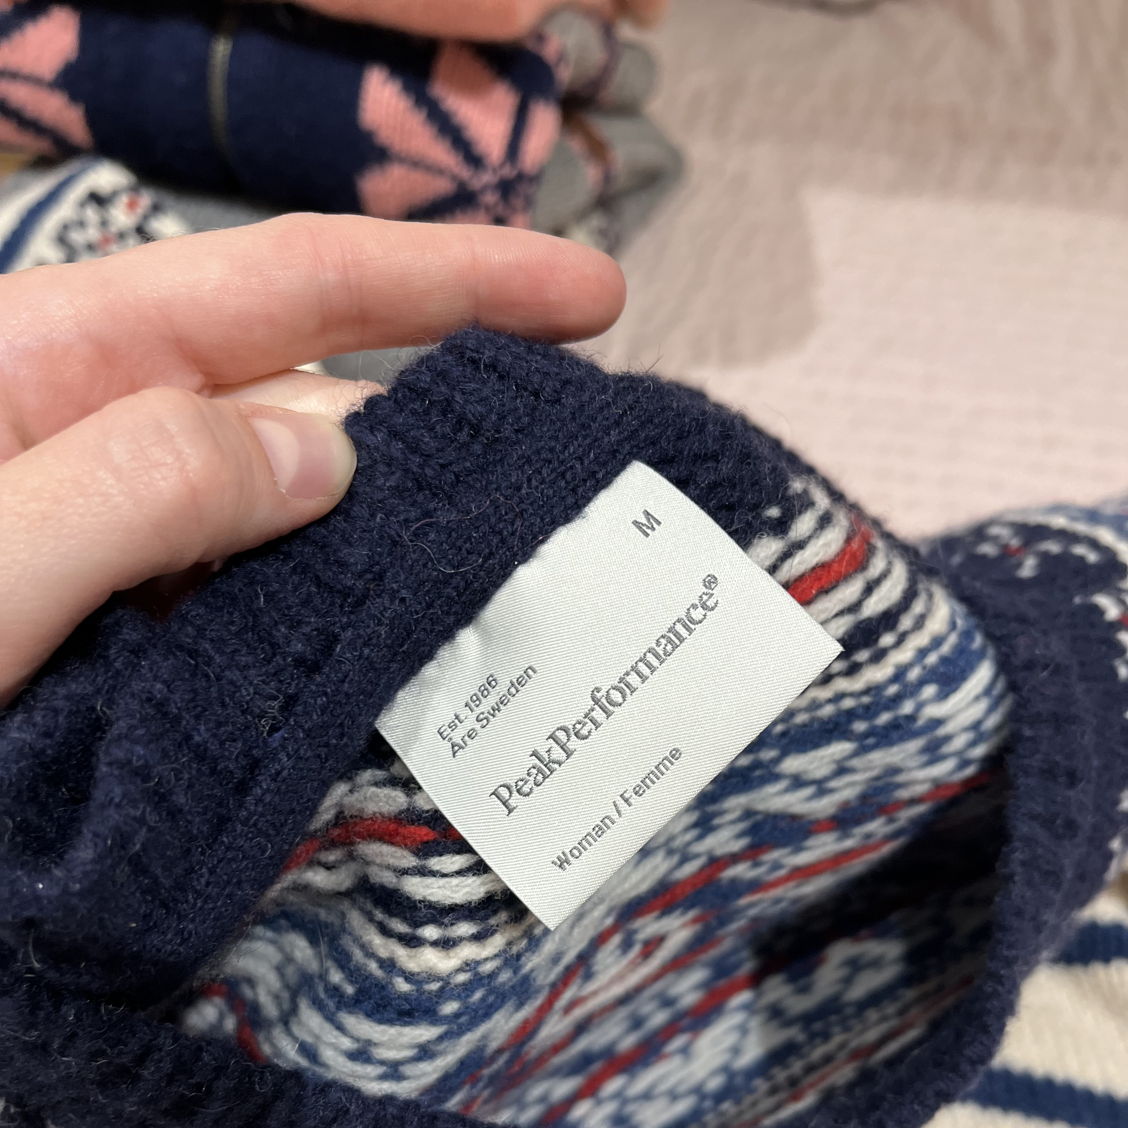 M
Est. 1986
Åre Sweden
PeakPerformance®
Woman / Femme